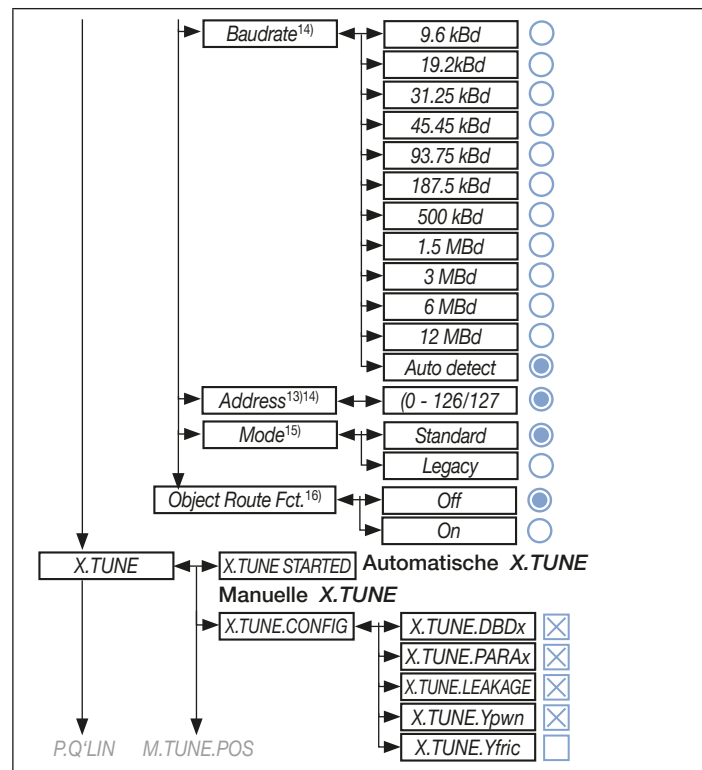 Baudrate14) 9.6 kBd
19.2kBd
31.25 kBd
45.45 kBd
93.75 kBd
187.5 kBd
500 kBd
1.5 MBd
3 MBd
6 MBd
12 MBd
Auto detect
Address13)14) (0 - 126/127
Mode15) Standard
Legacy
Object Route Fct.16) Off
On
X.TUNE X.TUNE STARTED Automatische X.TUNE
Manuelle X.TUNE
X.TUNE.CONFIG X.TUNE.DBDx
X.TUNE.PARAx
X.TUNE.LEAKAGE
X.TUNE.Ypwn
X.TUNE.Yfric
P.Q'LIN M.TUNE.POS